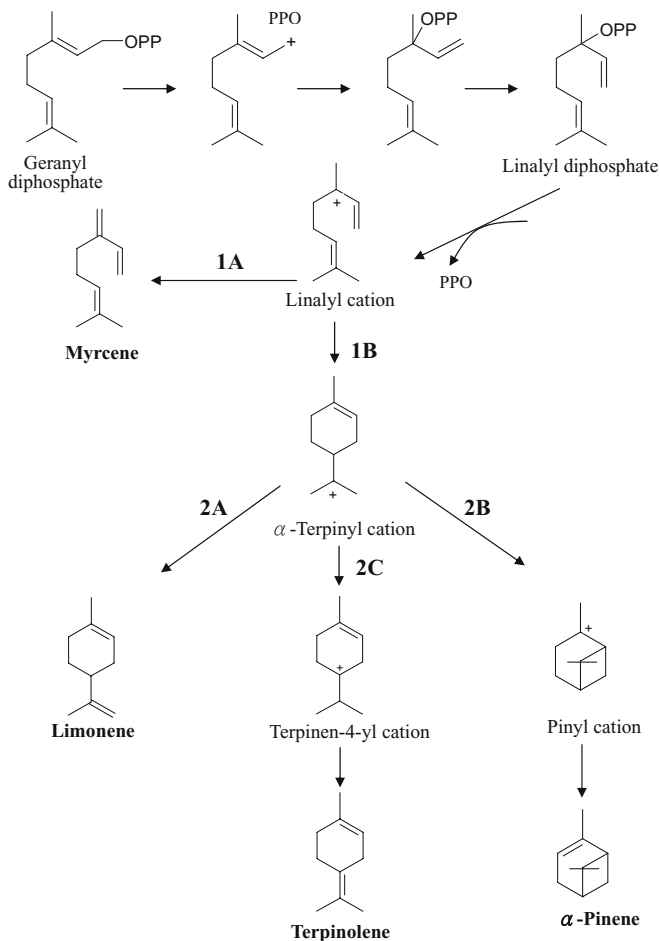 PPO
OPP
+
OPP
OPP
Geranyl
diphosphate
Linalyl diphosphate
+
1A
PPO
Linalyl cation
Myrcene
1B
+
2A
2B
α-Terpinyl cation
2C
+
+
Limonene
Terpinen-4-yl cation
Pinyl cation
Terpinolene
α-Pinene